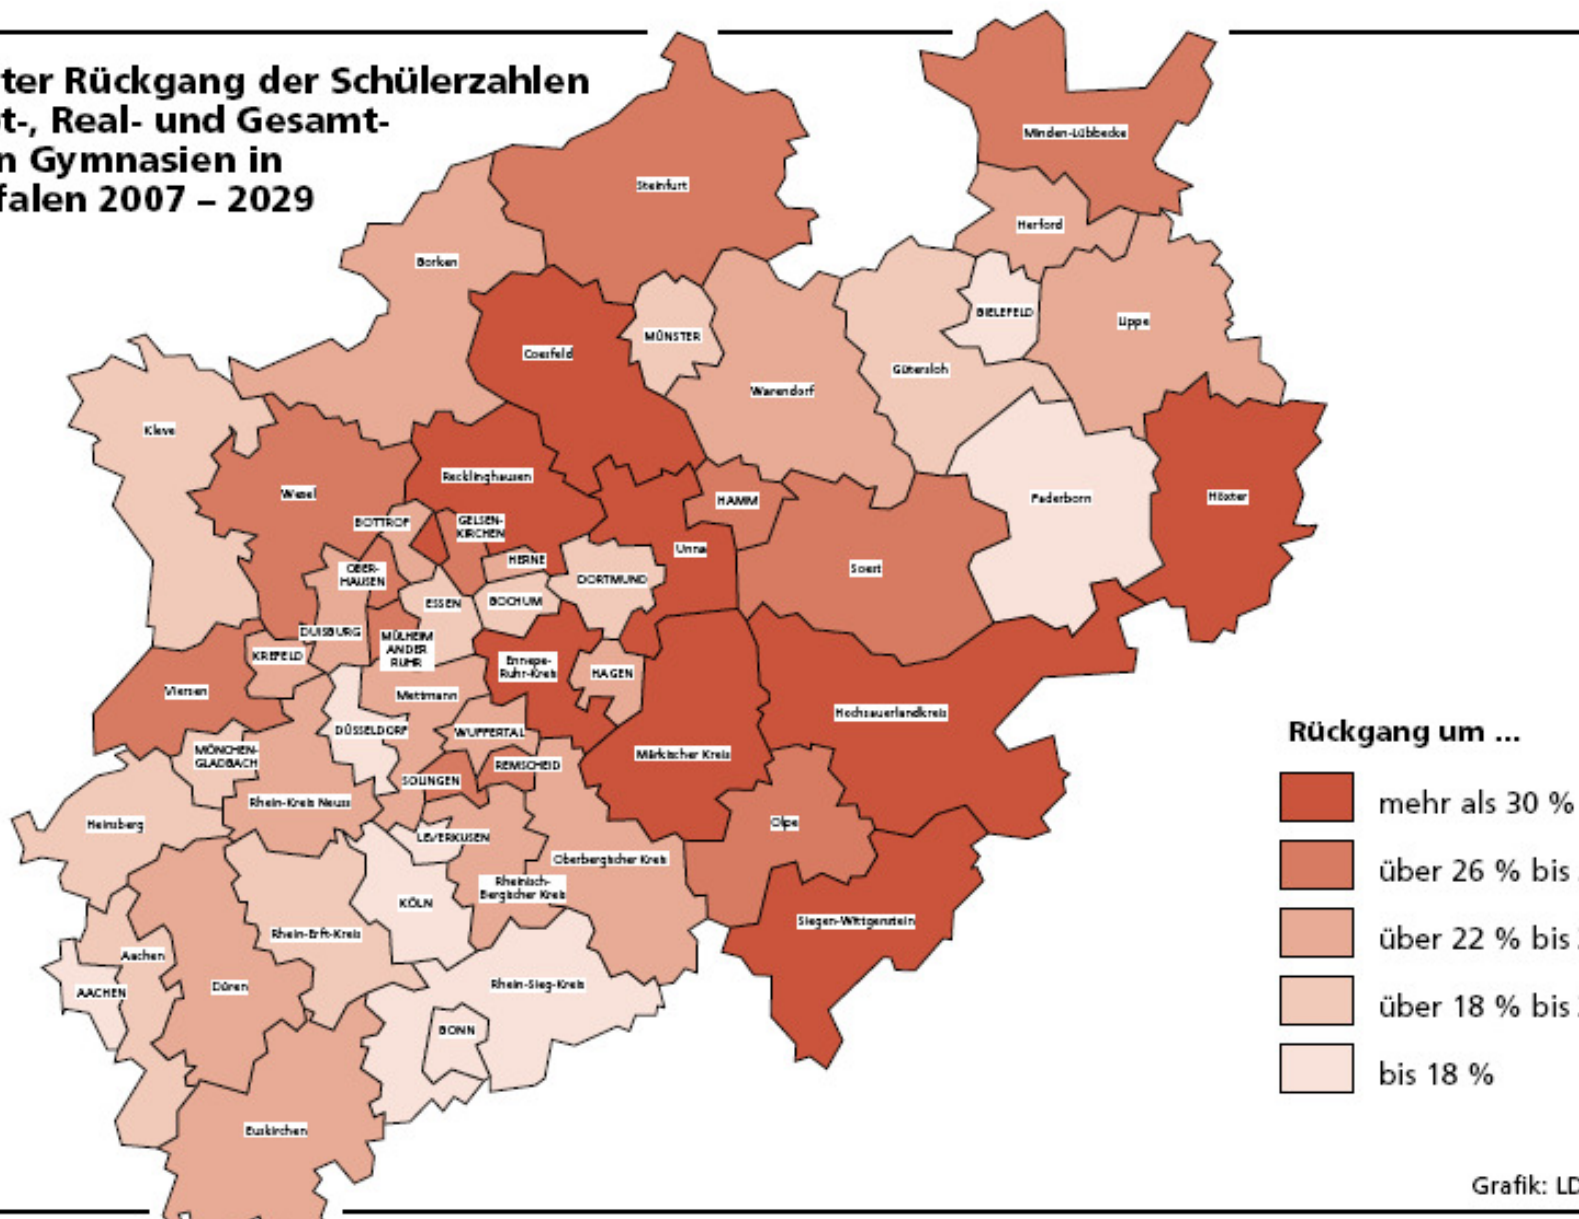 ter Rückgang der Schülerzahlen
t-, Real- und Gesamt-
n Gymnasien in
falen 2007 – 2029
Minden-Lübbecke
Steinfurt
Herford
Borken
BIELEFELD
Lippe
MÜNSTER
Coesfeld
Gütersloh
Warendorf
Kleve
Recklinghausen
Wesel
HAMM
Paderborn
Höxter
BOTTROP
GELSEN-
KIRCHEN
Unna
HERNE
OBER-
HAUSEN
DORTMUND
Soest
ESSEN
BOCHUM
DUISBURG
MÜLHEIM
AN DER
RUHR
KREFELD
Ennepe-
Ruhr-Kreis
HAGEN
Viersen
Mettmann
Hochsauerlandkreis
DÜSSELDORF
WUPPERTAL
MÖNCHEN-
GLADBACH
Märkischer Kreis
REMSCHEID
SOLINGEN
Rhein-Kreis Neuss
Heinsberg
Olpe
LEVERKUSEN
Oberbergischer Kreis
Rheinisch-
Bergischer Kreis
KÖLN
Siegen-Wittgenstein
Rhein-Erft-Kreis
Aachen
Rhein-Sieg-Kreis
Düren
AACHEN
BONN
Euskirchen
Rückgang um ...
mehr als 30 %
über 26 % bis
über 22 % bis
über 18 % bis
bis 18 %
Grafik: LD